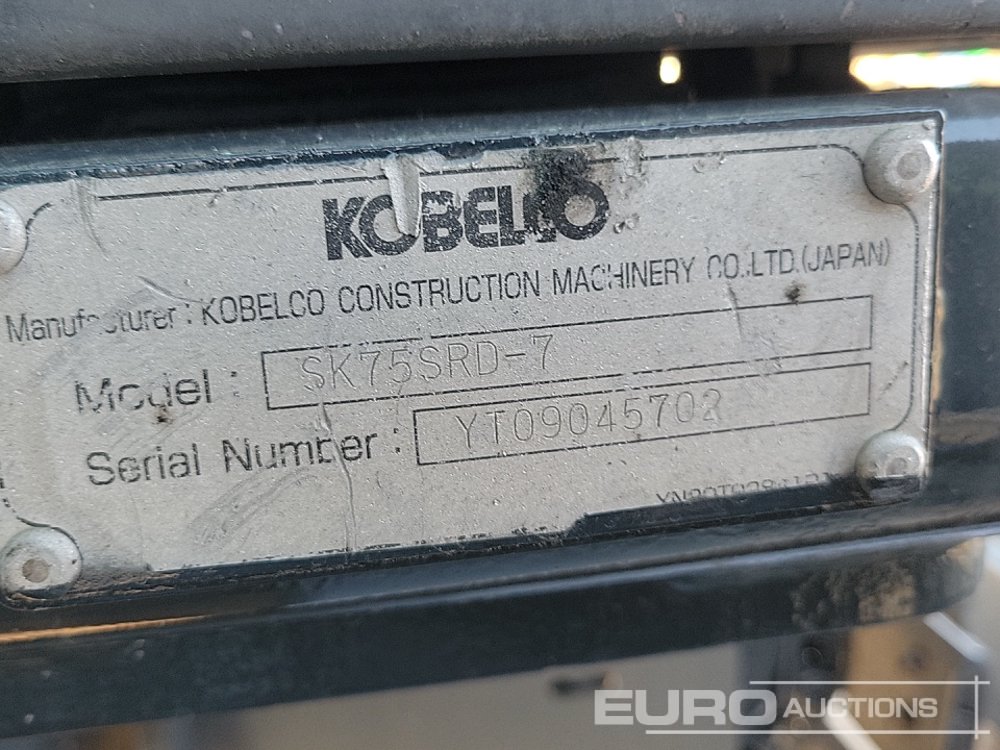 KOBELCO
Manufacturer : KOBELCO CONSTRUCTION MACHINERY CO.,LTD.(JAPAN)
Model : SK75SRD-7
Serial Number : YT09045702
EURO AUCTIONS